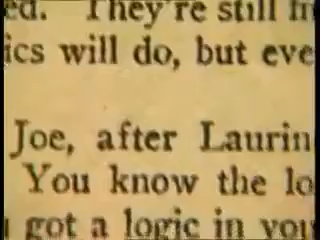 ed. They're still in
ics will do, but eve
Joe, after Laurin
You know the lo
got a logic in you